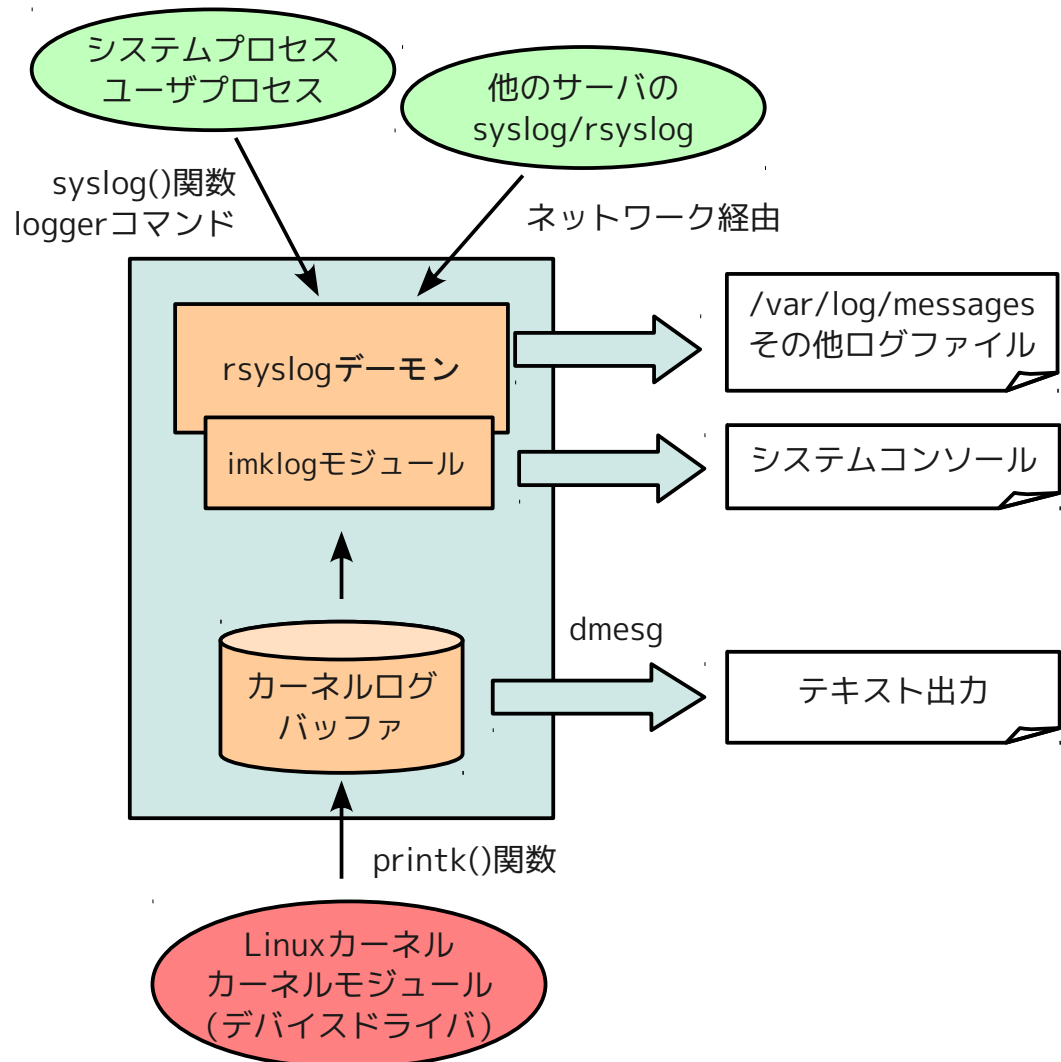 システムプロセス
ユーザプロセス
他のサーバの
syslog/rsyslog
syslog()関数
loggerコマンド
ネットワーク経由
rsyslogデーモン
/var/log/messages
その他ログファイル
imklogモジュール
システムコンソール
dmesg
カーネルログ
バッファ
テキスト出力
printk()関数
Linuxカーネル
カーネルモジュール
(デバイスドライバ)